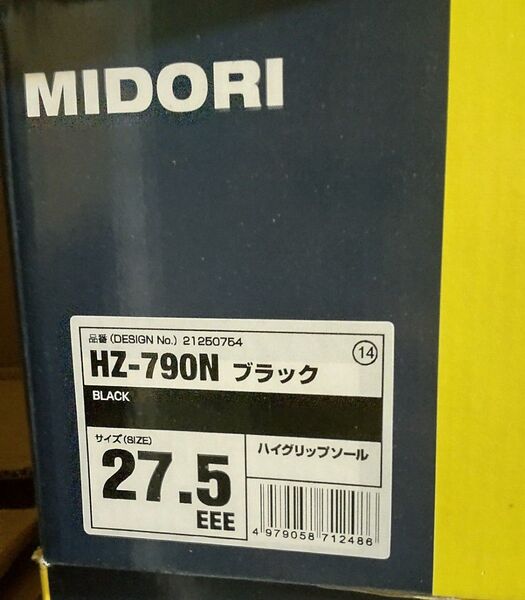 MIDORI
品番(DESIGN No.) 21250754
HZ-790N ブラック
⑭
BLACK
サイズ(SIZE)
27.5
EEE
ハイグリップソール
4 979058 712486